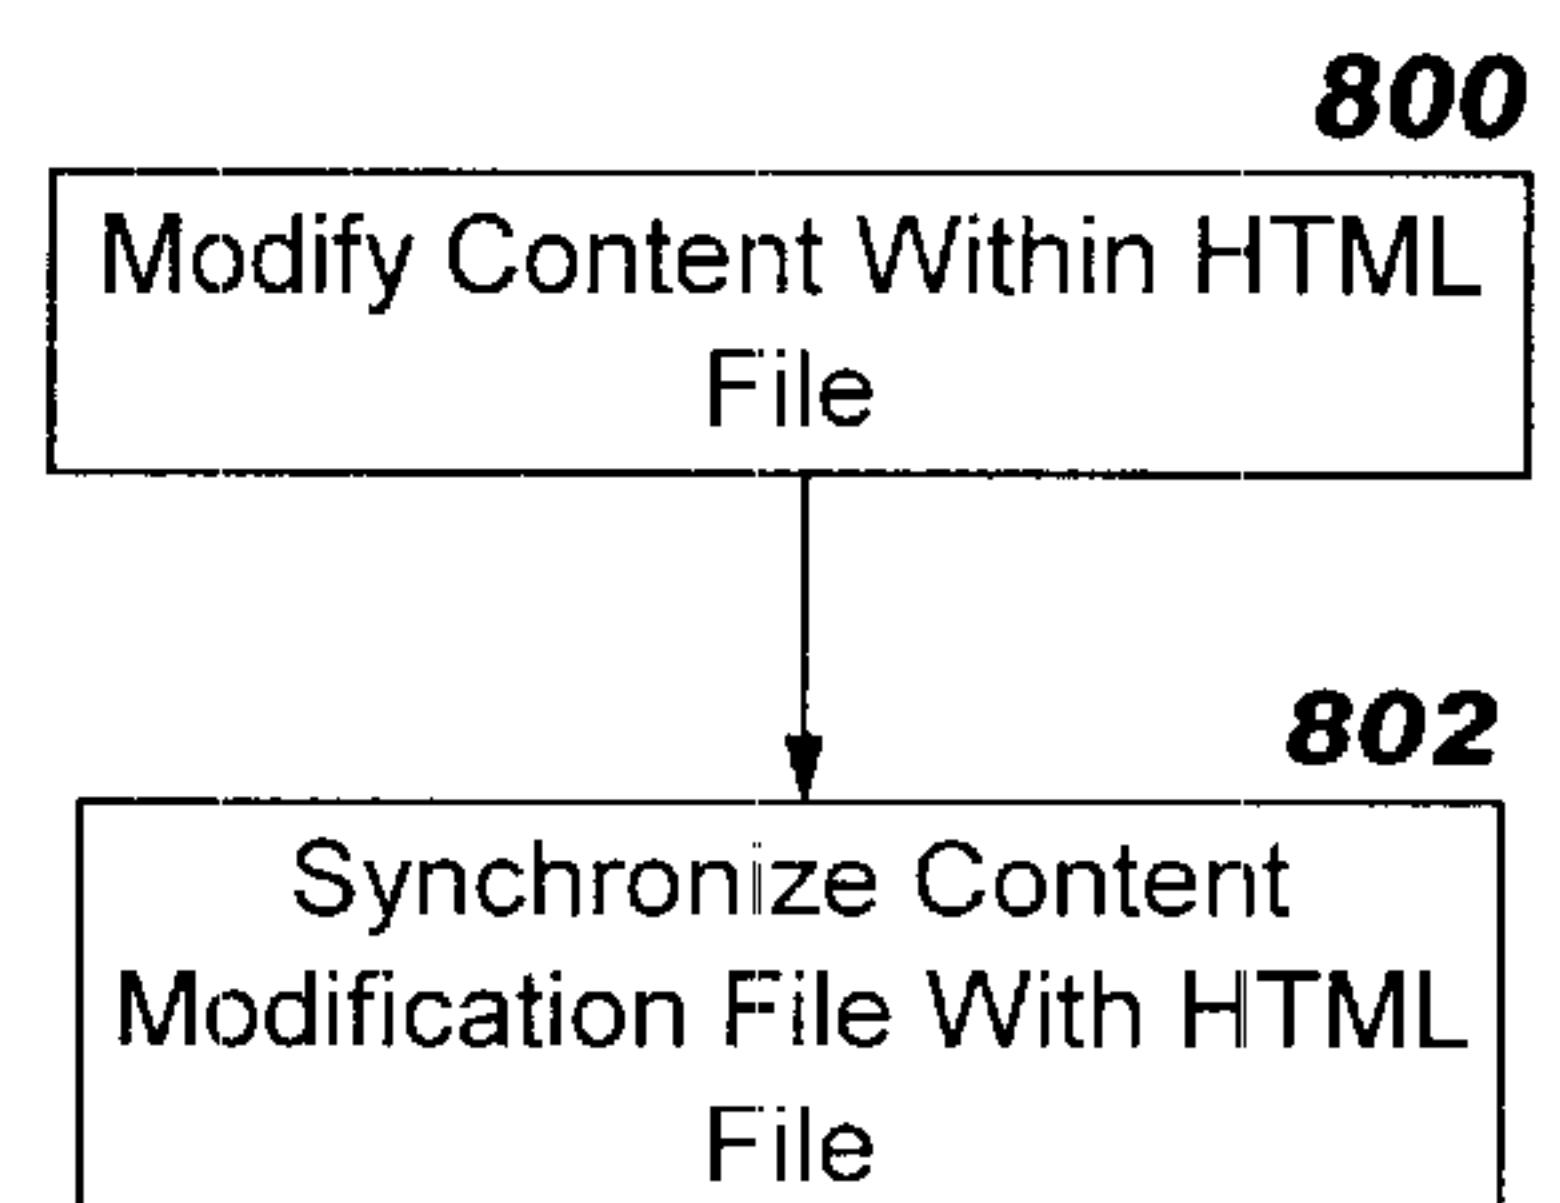 800
Modify Content Within HTML
File
802
Synchronize Content
Modification File With HTML
File